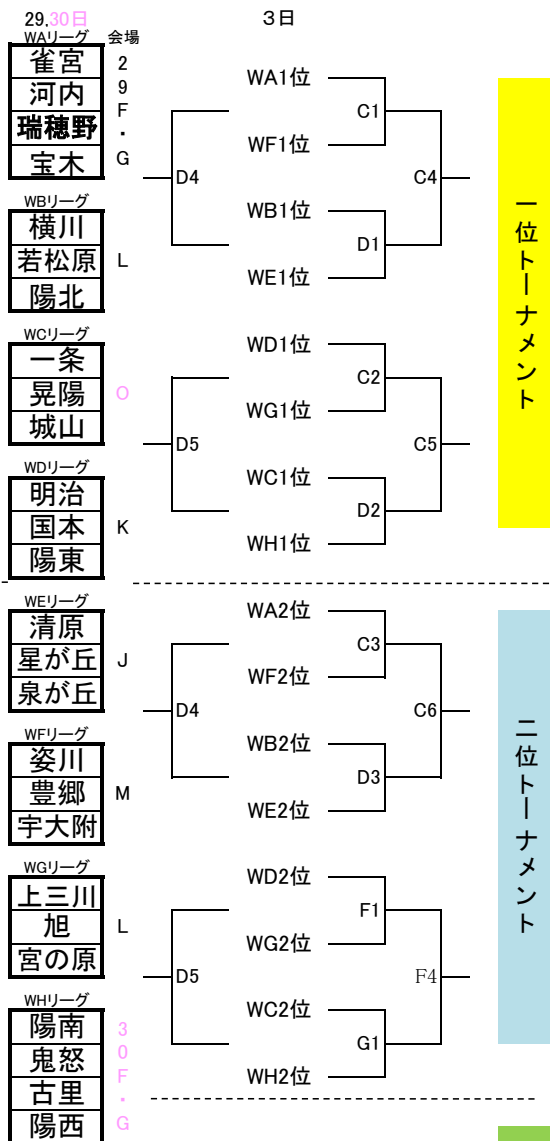 29,30日
WAリーグ 会場
雀宮
河内
瑞穂野
宝木
29F・G
WBリーグ
横川
若松原
陽北
L
WCリーグ
一条
晃陽
城山
O
WDリーグ
明治
国本
陽東
K
WEリーグ
清原
星が丘
泉が丘
J
WFリーグ
姿川
豊郷
宇大附
M
WGリーグ
上三川
旭
宮の原
L
WHリーグ
陽南
鬼怒
古里
陽西
30F・G
3日
WA1位
C1
WF1位
D4
C4
WB1位
D1
WE1位
WD1位
C2
WG1位
D5
C5
WC1位
D2
WH1位
一位トーナメント
WA2位
C3
WF2位
D4
C6
WB2位
D3
WE2位
WD2位
F1
WG2位
D5
F4
WC2位
G1
WH2位
二位トーナメント